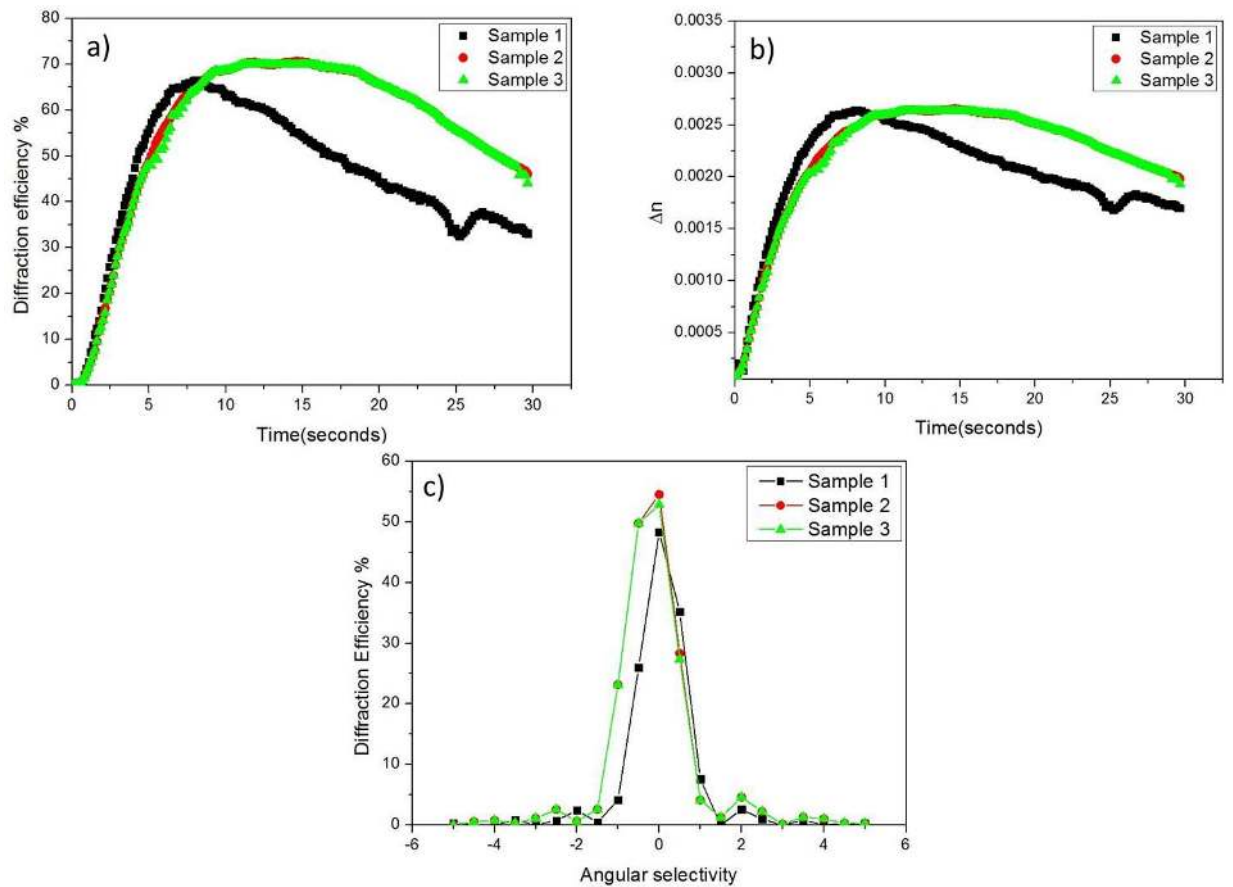 a)
Sample 1
Sample 2
Sample 3
80
70
60
50
40
30
20
10
0
Diffraction efficiency %
0 5 10 15 20 25 30
Time(seconds)
b)
Sample 1
Sample 2
Sample 3
0.0035
0.0030
0.0025
0.0020
0.0015
0.0010
0.0005
Δn
0 5 10 15 20 25 30
Time(seconds)
c)
Sample 1
Sample 2
Sample 3
60
50
40
30
20
10
0
Diffraction Efficiency %
-6 -4 -2 0 2 4 6
Angular selectivity